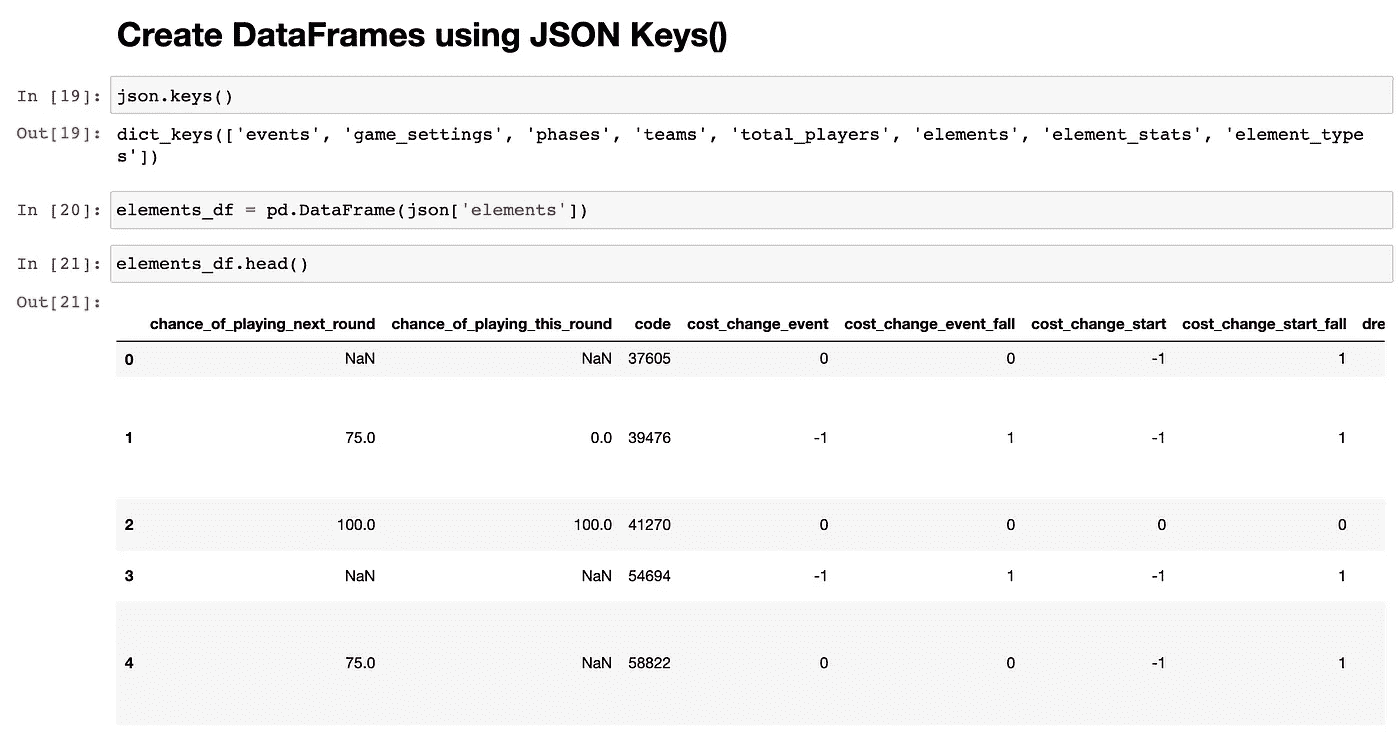 Create DataFrames using JSON Keys()
In [19]: json.keys()
Out[19]: dict_keys(['events', 'game_settings', 'phases', 'teams', 'total_players', 'elements', 'element_stats', 'element_type
s'])
In [20]: elements_df = pd.DataFrame(json['elements'])
In [21]: elements_df.head()
Out[21]:
chance_of_playing_next_round chance_of_playing_this_round code cost_change_event cost_change_event_fall cost_change_start cost_change_start_fall dre
0 NaN NaN 37605 0 0 -1 1
1 75.0 0.0 39476 -1 1 -1 1
2 100.0 100.0 41270 0 0 0 0
3 NaN NaN 54694 -1 1 -1 1
4 75.0 NaN 58822 0 0 -1 1